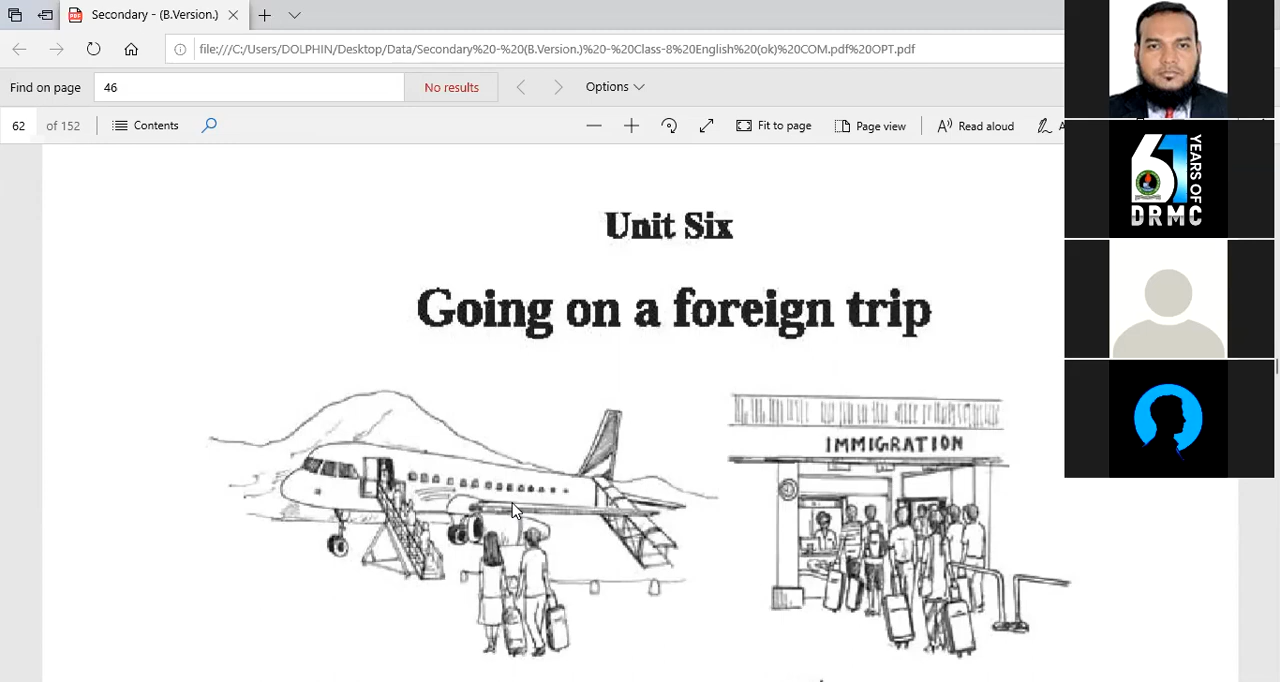 Secondary - (B.Version.)
file:///C:/Users/DOLPHIN/Desktop/Data/Secondary%20-%20(B.Version.)%20-%20Class-8%20English%20(ok)%20COM.pdf%20OPT.pdf
Find on page
46
No results
Options
62
of 152
Contents
Fit to page
Page view
Read aloud
61 YEARS OF
DRMC
Unit Six
Going on a foreign trip
IMMIGRATION